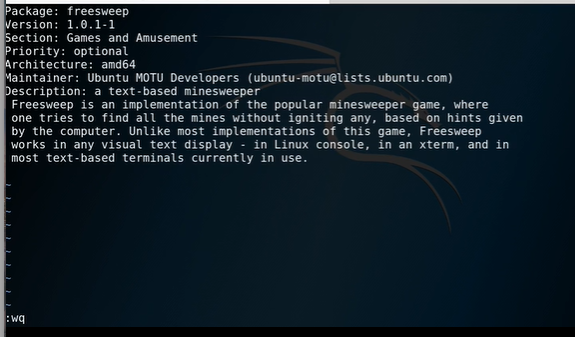 Package: freesweep
Version: 1.0.1-1
Section: Games and Amusement
Priority: optional
Architecture: amd64
Maintainer: Ubuntu MOTU Developers (ubuntu-motu@lists.ubuntu.com)
Description: a text-based minesweeper
 Freesweep is an implementation of the popular minesweeper game, where
 one tries to find all the mines without igniting any, based on hints given
 by the computer. Unlike most implementations of this game, Freesweep
 works in any visual text display - in Linux console, in an xterm, and in
 most text-based terminals currently in use.
~
~
~
~
~
~
~
~
~
~
:wq